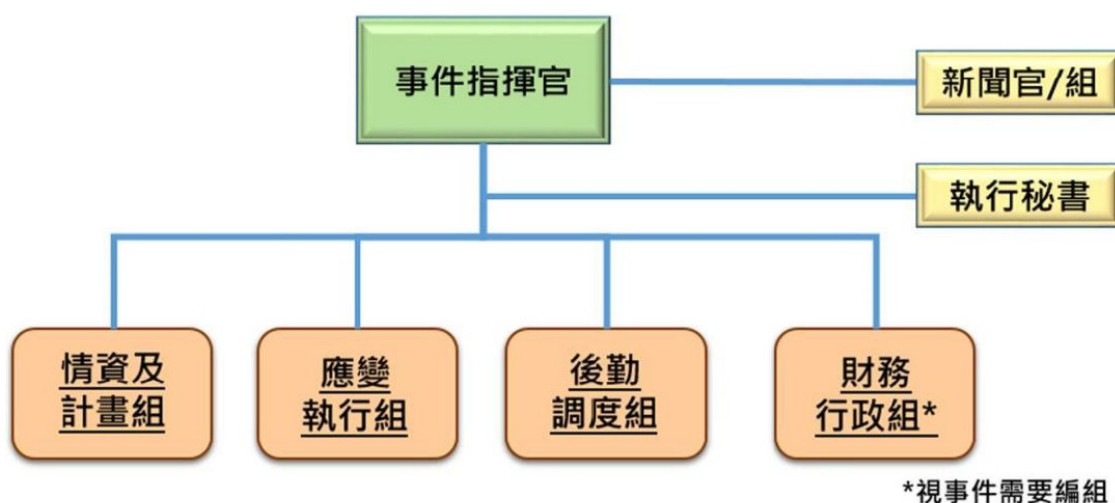 事件指揮官
新聞官/組
執行秘書
情資及
計畫組
應變
執行組
後勤
調度組
財務
行政組*
*視事件需要編組